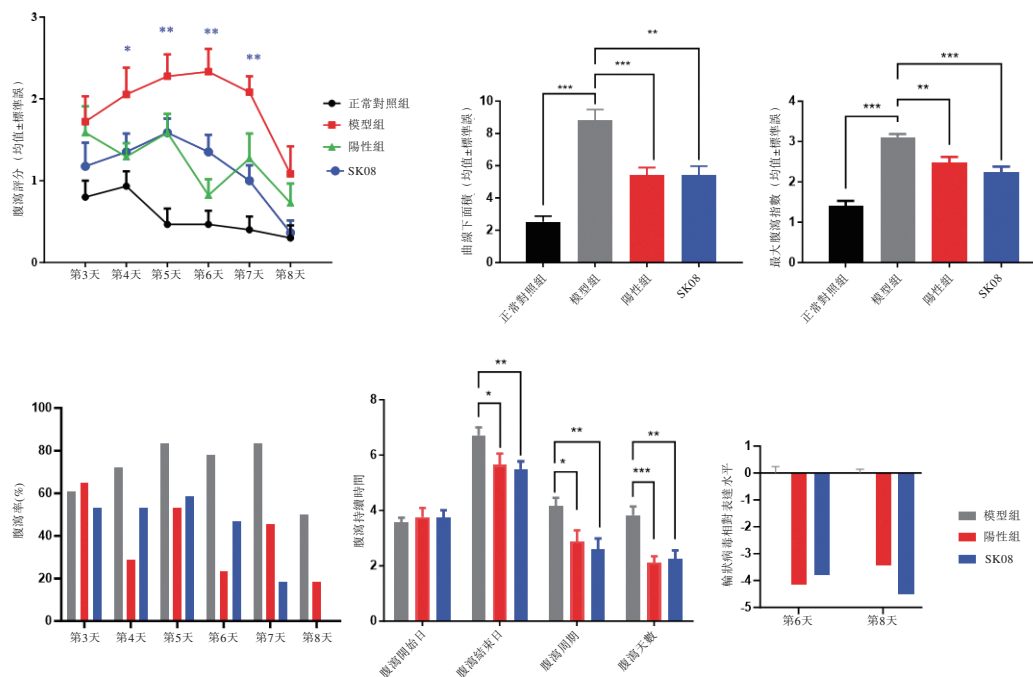 腹瀉評分（均值±標準誤）
3
2
1
0
* ** ** **
第3天 第4天 第5天 第6天 第7天 第8天
正常對照組
模型組
陽性組
SK08
曲線下面積（均值±標準誤）
10
8
6
4
2
0
**
***
***
正常對照組 模型組 陽性組 SK08
最大腹瀉指數（均值±標準誤）
4
3
2
1
0
***
**
***
正常對照組 模型組 陽性組 SK08
腹瀉率(%)
100
80
60
40
20
0
第3天 第4天 第5天 第6天 第7天 第8天
腹瀉持續時間
8
6
4
2
0
**
*
**
*
**
***
腹瀉開始日 腹瀉結束日 腹瀉周期 腹瀉天數
輪狀病毒相對表達水平
1
0
-1
-2
-3
-4
-5
第6天 第8天
模型組
陽性組
SK08